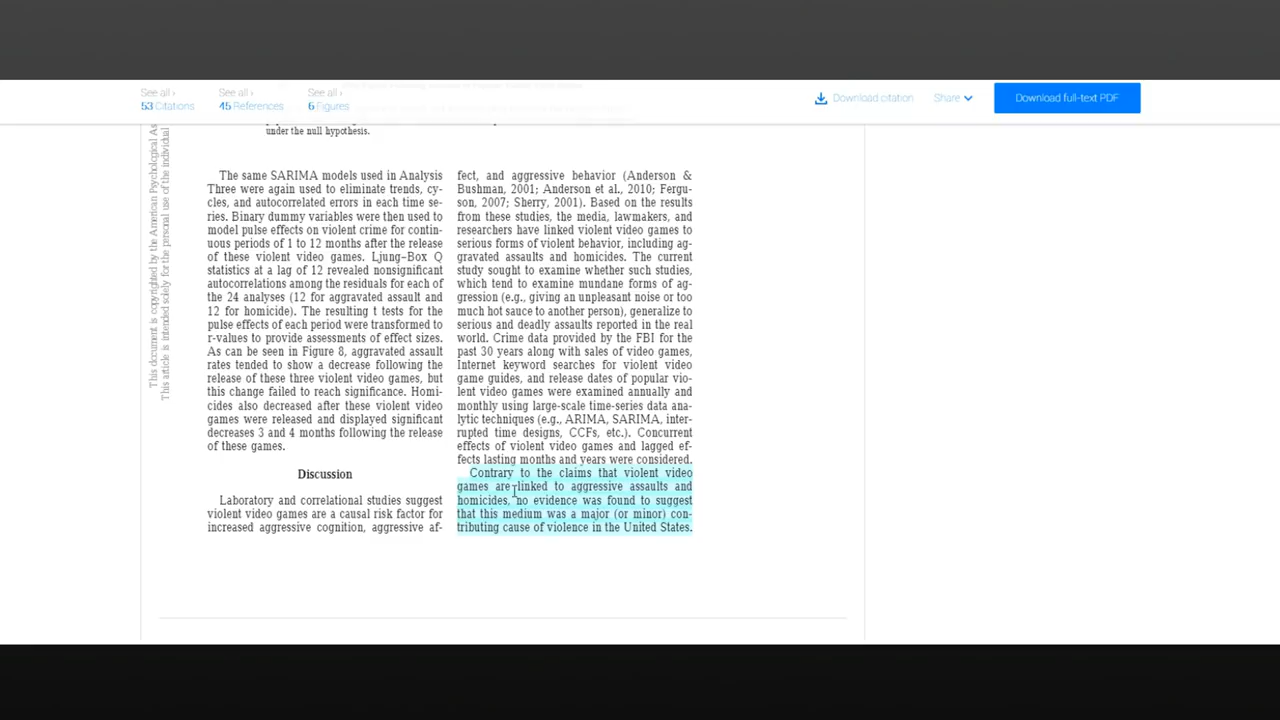 See all ›
53 Citations
See all ›
45 References
See all ›
6 Figures
Download citation
Share
Download full-text PDF
under the null hypothesis.
This document is copyrighted by the American Psychological As
This article is intended solely for the personal use of the individual
The same SARIMA models used in Analysis
Three were again used to eliminate trends, cy-
cles, and autocorrelated errors in each time se-
ries. Binary dummy variables were then used to
model pulse effects on violent crime for contin-
uous periods of 1 to 12 months after the release
of these violent video games. Ljung–Box Q
statistics at a lag of 12 revealed nonsignificant
autocorrelations among the residuals for each of
the 24 analyses (12 for aggravated assault and
12 for homicide). The resulting t tests for the
pulse effects of each period were transformed to
r-values to provide assessments of effect sizes.
As can be seen in Figure 8, aggravated assault
rates tended to show a decrease following the
release of these three violent video games, but
this change failed to reach significance. Homi-
cides also decreased after these violent video
games were released and displayed significant
decreases 3 and 4 months following the release
of these games.
Discussion
Laboratory and correlational studies suggest
violent video games are a causal risk factor for
increased aggressive cognition, aggressive af-
fect, and aggressive behavior (Anderson &
Bushman, 2001; Anderson et al., 2010; Fergu-
son, 2007; Sherry, 2001). Based on the results
from these studies, the media, lawmakers, and
researchers have linked violent video games to
serious forms of violent behavior, including ag-
gravated assaults and homicides. The current
study sought to examine whether such studies,
which tend to examine mundane forms of ag-
gression (e.g., giving an unpleasant noise or too
much hot sauce to another person), generalize to
serious and deadly assaults reported in the real
world. Crime data provided by the FBI for the
past 30 years along with sales of video games,
Internet keyword searches for violent video
game guides, and release dates of popular vio-
lent video games were examined annually and
monthly using large-scale time-series data ana-
lytic techniques (e.g., ARIMA, SARIMA, inter-
rupted time designs, CCFs, etc.). Concurrent
effects of violent video games and lagged ef-
fects lasting months and years were considered.
Contrary to the claims that violent video
games are linked to aggressive assaults and
homicides, no evidence was found to suggest
that this medium was a major (or minor) con-
tributing cause of violence in the United States.